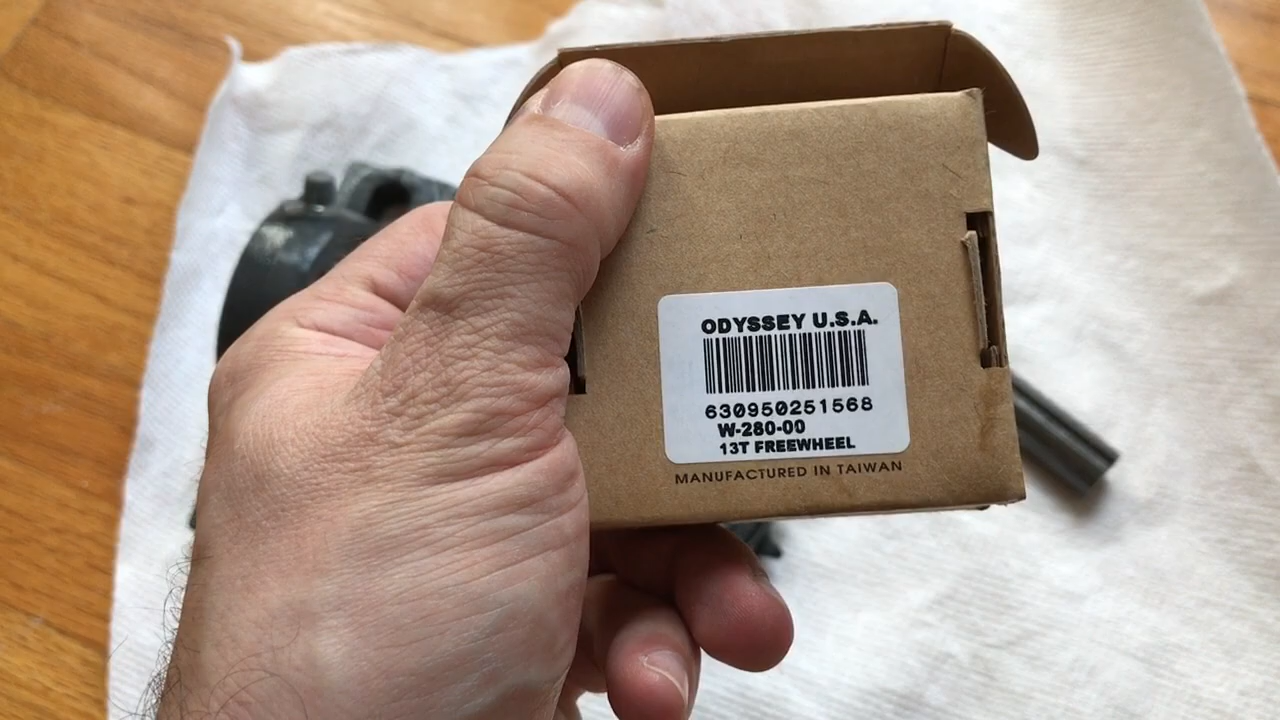 ODYSSEY U.S.A.
630950251568
W-280-00
13T FREEWHEEL
MANUFACTURED IN TAIWAN